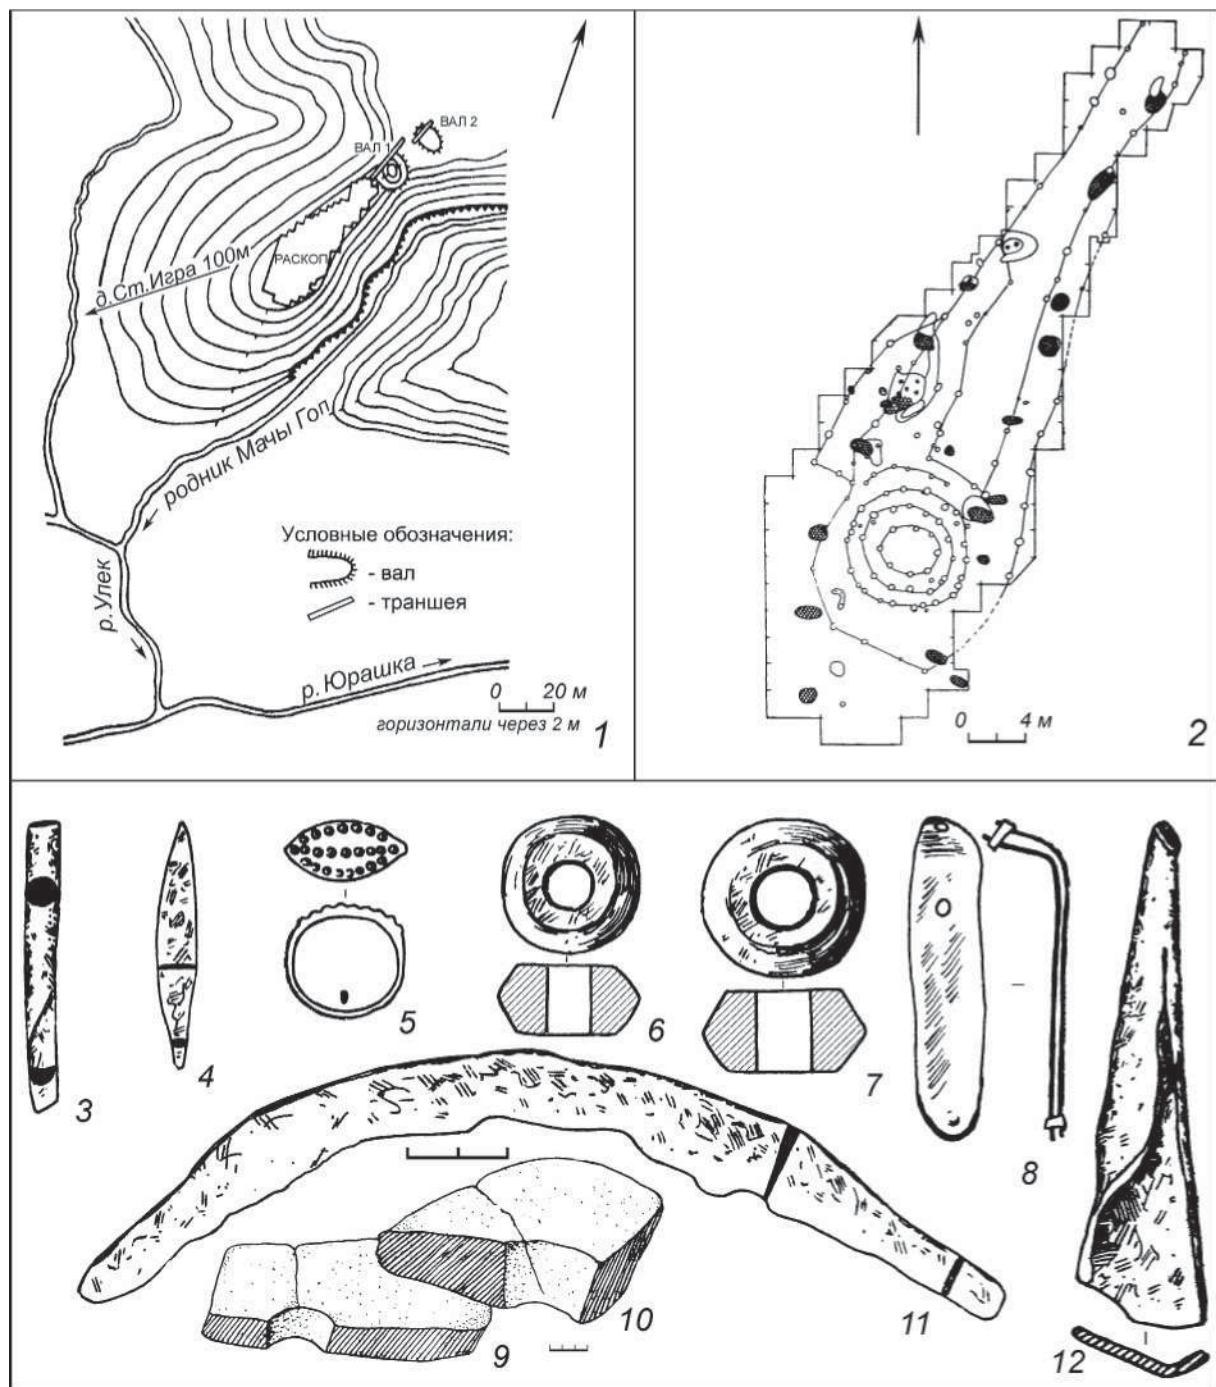 ВАЛ 2
ВАЛ 1
РАСКОП
д.Ст.Игра 100м
родник Мачы Гоп
Условные обозначения:
- вал
- траншея
р.Улек
р. Юрашка
0 20 м
горизонтали через 2 м
1
0 4 м
2
3
4
5
6
7
8
9
10
11
12